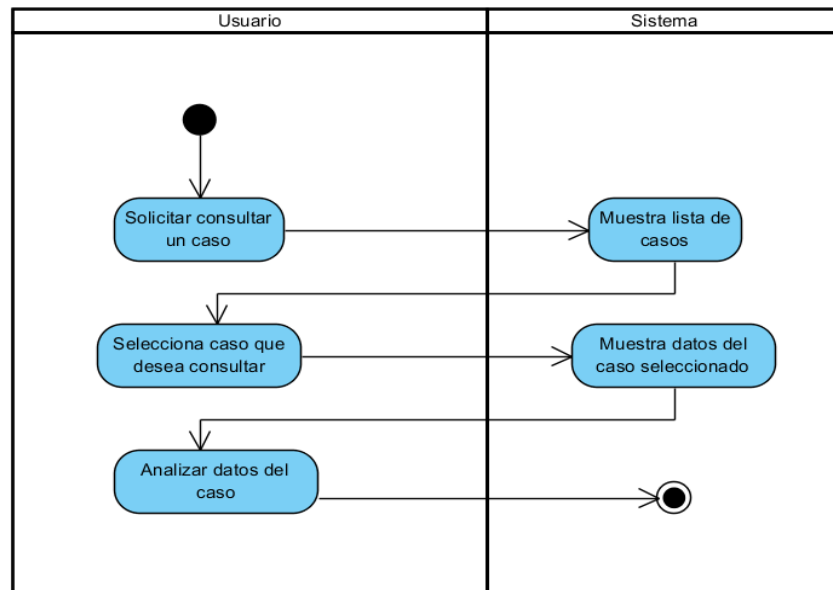 Usuario
Sistema
Solicitar consultar
un caso
Muestra lista de
casos
Selecciona caso que
desea consultar
Muestra datos del
caso seleccionado
Analizar datos del
caso